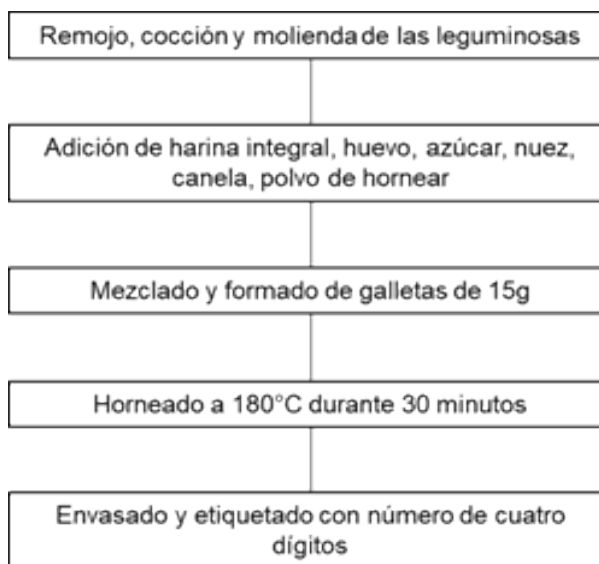 Remojo, cocción y molienda de las leguminosas
Adición de harina integral, huevo, azúcar, nuez,
canela, polvo de hornear
Mezclado y formado de galletas de 15g
Horneado a 180°C durante 30 minutos
Envasado y etiquetado con número de cuatro
dígitos